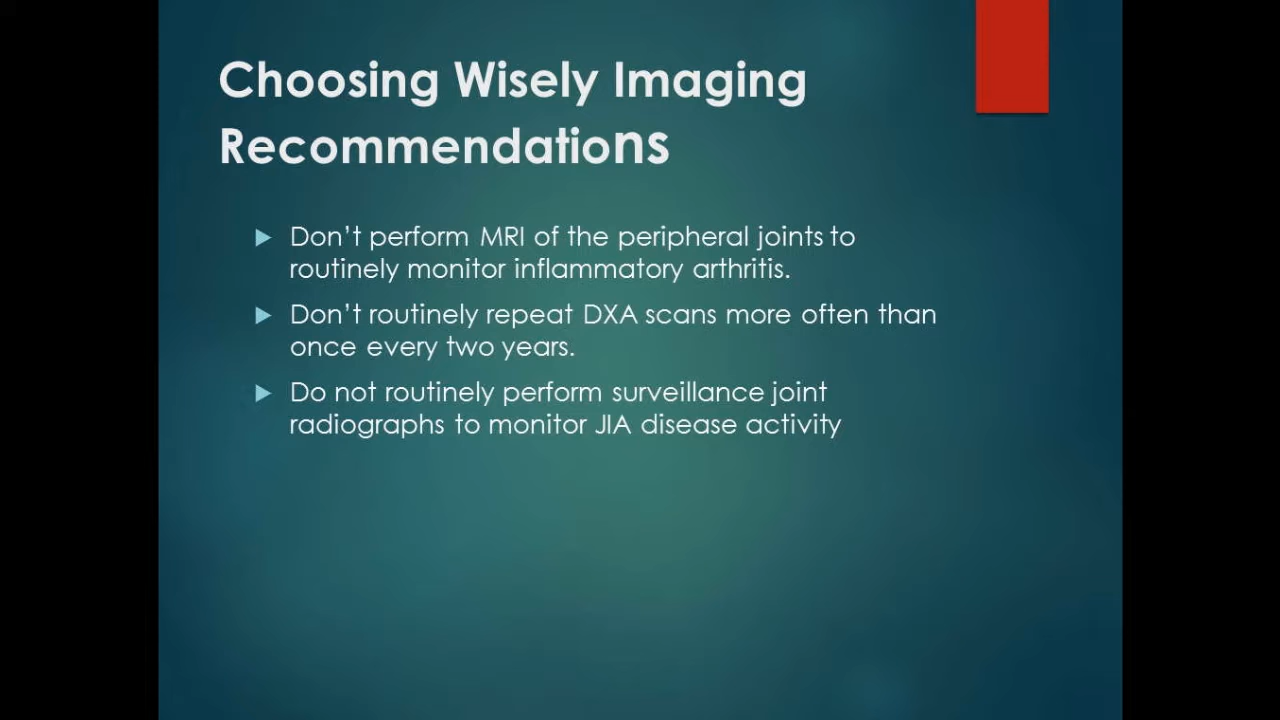 Choosing Wisely Imaging
Recommendations
Don’t perform MRI of the peripheral joints to
routinely monitor inflammatory arthritis.
Don’t routinely repeat DXA scans more often than
once every two years.
Do not routinely perform surveillance joint
radiographs to monitor JIA disease activity